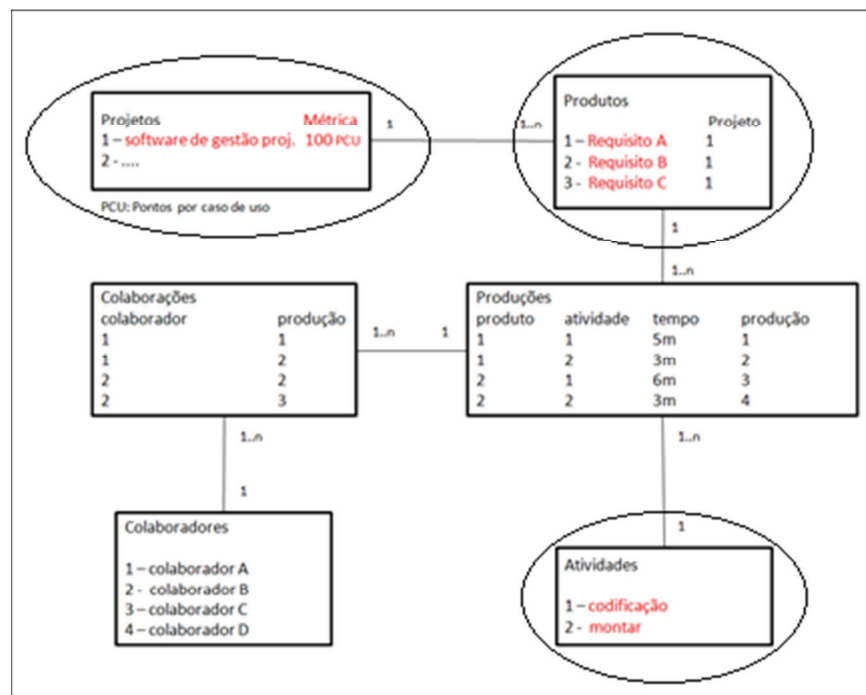 Projetos Métrica
1 – software de gestão proj. 100 PCU
2 - ....
PCU: Pontos por caso de uso
1
1..n
Produtos
Projeto
1 – Requisito A 1
2 - Requisito B 1
3 - Requisito C 1
1
1..n
Colaborações
colaborador produção
1 1
1 2
2 2
2 3
1..n
1
Produções
produto atividade tempo produção
1 1 5m 1
1 2 3m 2
2 1 6m 3
2 2 3m 4
1..n
1
Colaboradores
1 – colaborador A
2 - colaborador B
3 – colaborador C
4 – colaborador D
1..n
1
Atividades
1 – codificação
2 - montar